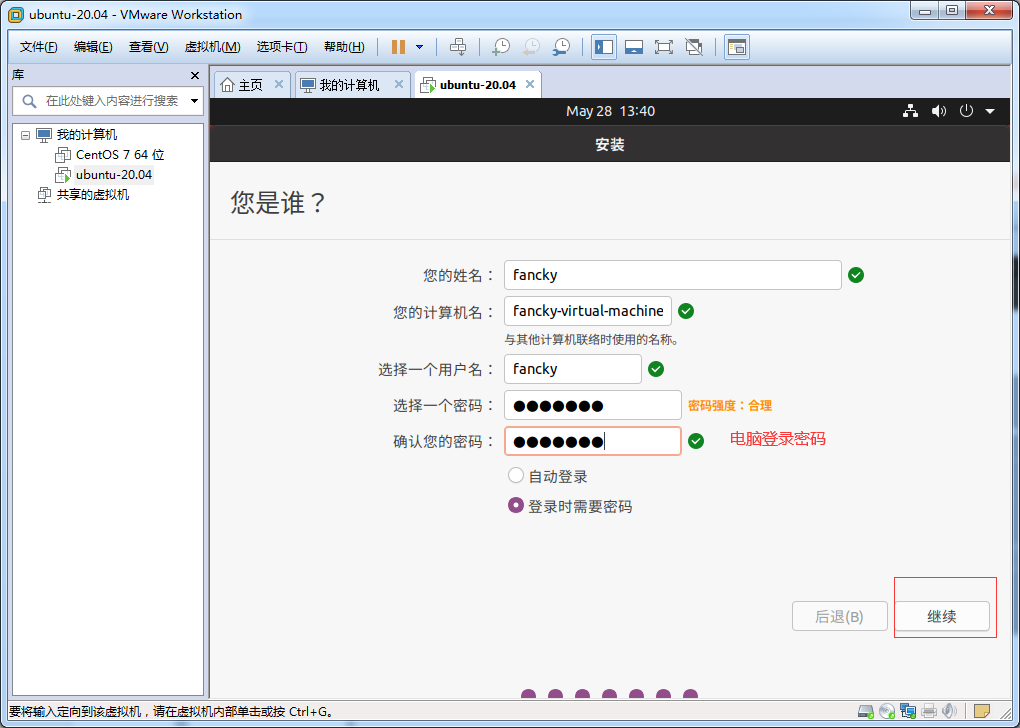 ubuntu-20.04 - VMware Workstation
文件(F) 编辑(E) 查看(V) 虚拟机(M) 选项卡(T) 帮助(H)
库
在此处键入内容进行搜索
我的计算机
CentOS 7 64 位
ubuntu-20.04
共享的虚拟机
主页 我的计算机 ubuntu-20.04
May 28 13:40
安装
您是谁？
您的姓名： fancky
您的计算机名： fancky-virtual-machine
与其他计算机联络时使用的名称。
选择一个用户名： fancky
选择一个密码： ●●●●●●● 密码强度：合理
确认您的密码： ●●●●●●● 电脑登录密码
自动登录
登录时需要密码
后退(B) 继续
要将输入定向到该虚拟机，请在虚拟机内部单击或按 Ctrl+G。